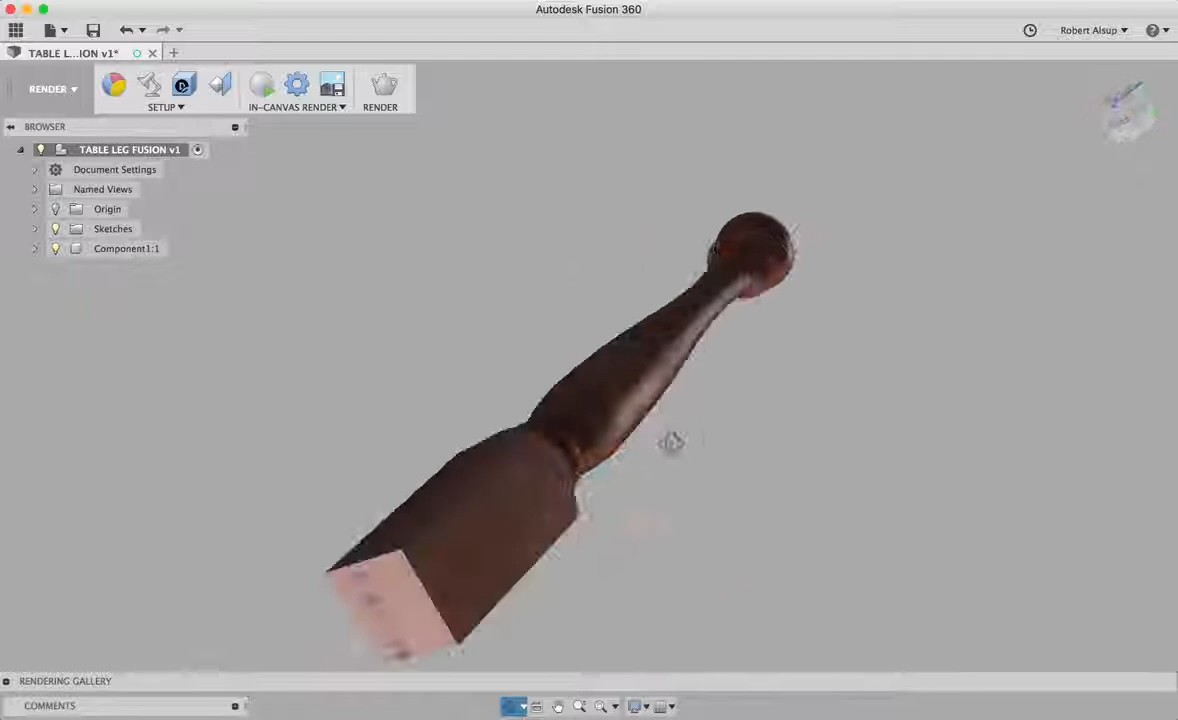 Autodesk Fusion 360
Robert Alsup
TABLE L...ION v1*
RENDER
SETUP
IN-CANVAS RENDER
RENDER
BROWSER
TABLE LEG FUSION v1
Document Settings
Named Views
Origin
Sketches
Component1:1
RENDERING GALLERY
COMMENTS